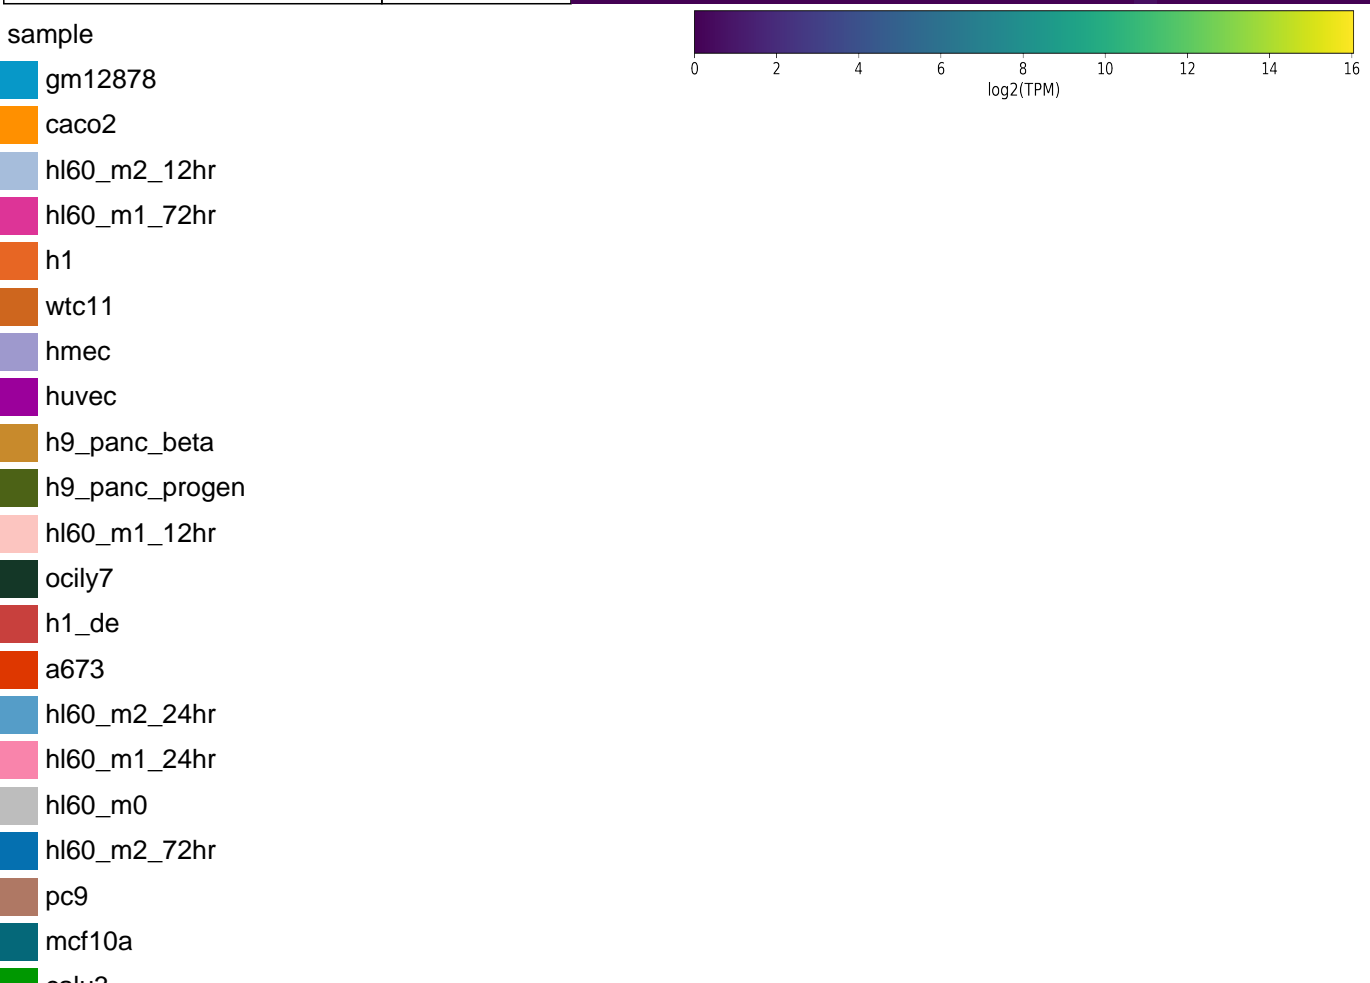 sample
gm12878
caco2
hl60_m2_12hr
hl60_m1_72hr
h1
wtc11
hmec
huvec
h9_panc_beta
h9_panc_progen
hl60_m1_12hr
ocily7
h1_de
a673
hl60_m2_24hr
hl60_m1_24hr
hl60_m0
hl60_m2_72hr
pc9
mcf10a
0 2 4 6 8 10 12 14 16
log2(TPM)